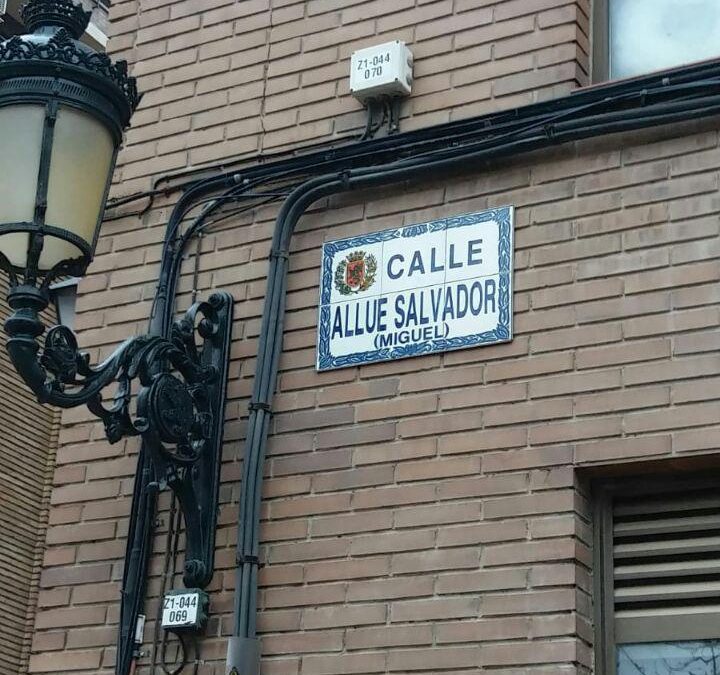 Z1-044
070
CALLE
ALLUE SALVADOR
(MIGUEL)
Z1-044
069